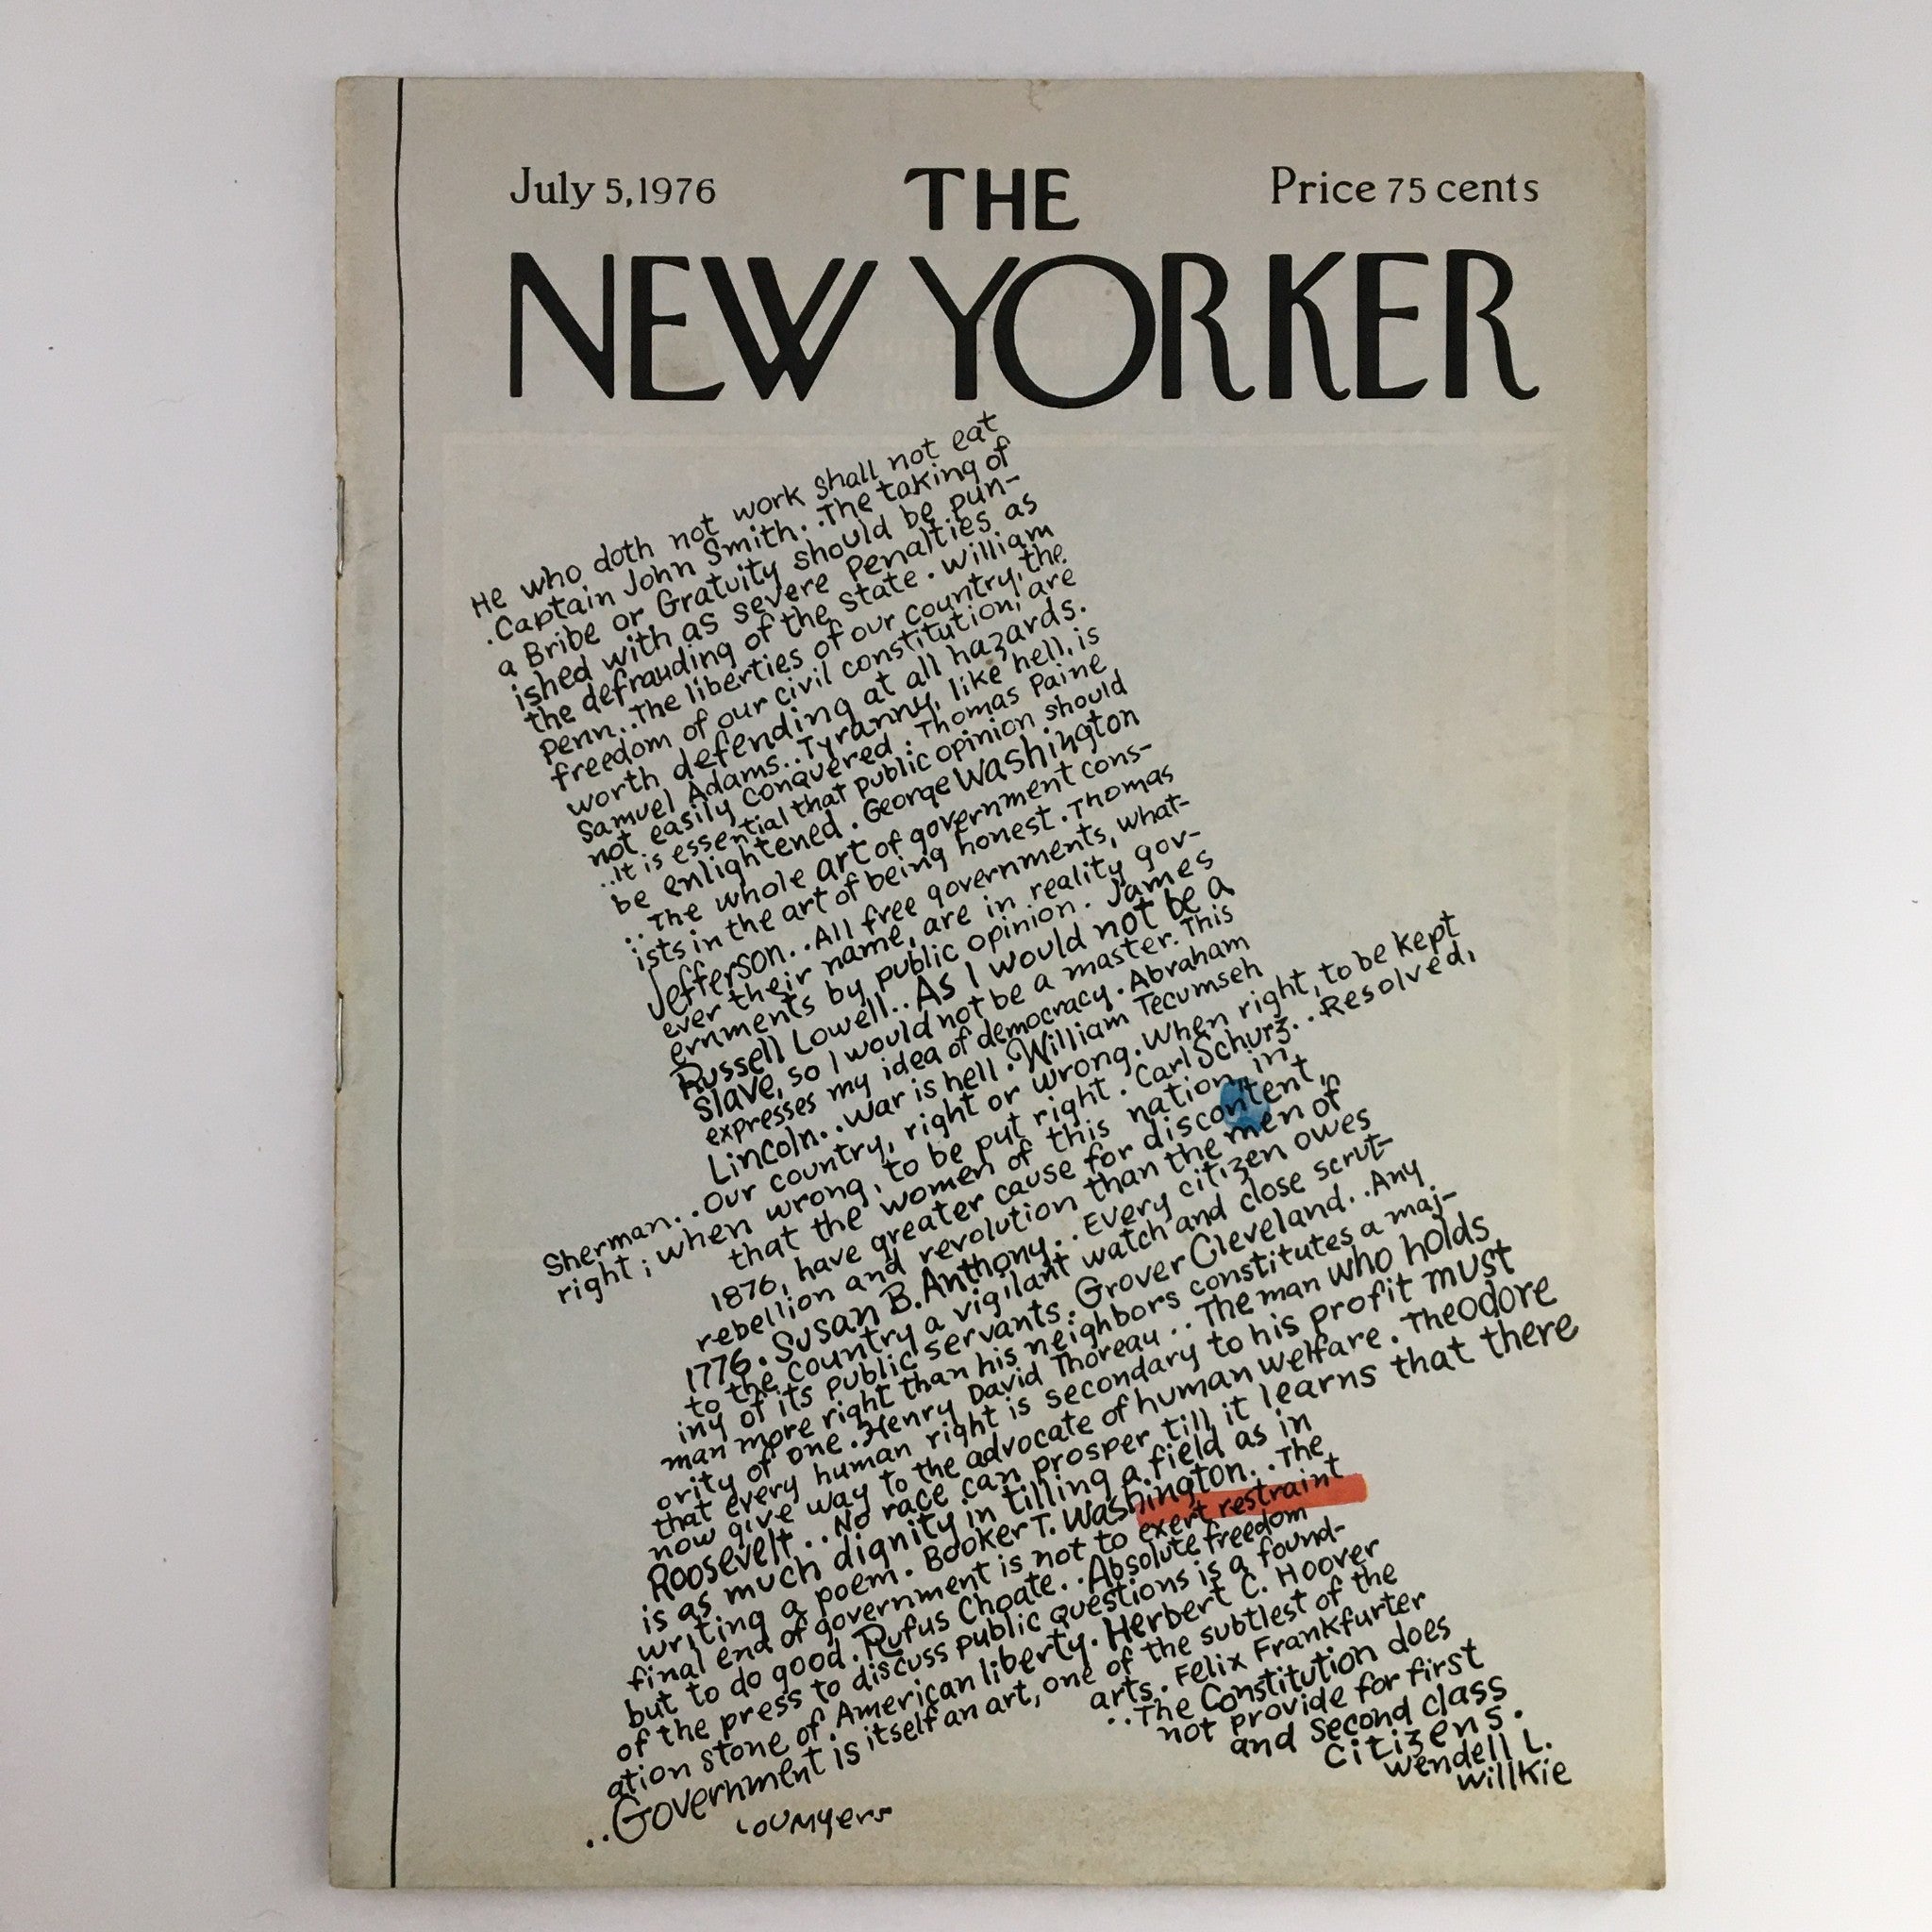 July 5, 1976
THE
Price 75 cents
NEW YORKER
He who doth not work shall not eat
.Captain John Smith..The taking of
a Bribe or Gratuity should be pun-
ished with as severe Penalties as
the defrauding of the State. William
Penn..The liberties of our country, the
freedom of our civil constitution, are
worth defending at all hazards.
Samuel Adams..Tyranny, like hell, is
not easily conquered. Thomas Paine
..It is essential that public opinion should
be enlightened. George Washington
..The whole art of government cons-
ists in the art of being honest. Thomas
Jefferson..All free governments, what-
ever their name, are in reality gov-
ernments by public opinion. James
Russell Lowell..As I would not be a
slave, so I would not be a master. This
expresses my idea of democracy. Abraham
Lincoln..War is hell. William Tecumseh
Sherman..Our country, right or wrong. When right, to be kept
right; when wrong, to be put right. Carl Schurz..Resolved,
that the women of this nation, in
1876, have greater cause for discontent,
rebellion and revolution than the men of
1776. Susan B. Anthony..Every citizen owes
to the country a vigilant watch and close scrut-
iny of its public servants. Grover Cleveland..Any
man more right than his neighbors constitutes a maj-
ority of one. Henry David Thoreau..The man who holds
that every human right is secondary to his profit must
now give way to the advocate of human welfare. Theodore
Roosevelt..No race can prosper till it learns that there
is as much dignity in tilling a field as in
writing a poem. Booker T. Washington..The
final end of government is not to exert restraint
but to do good. Rufus Choate..Absolute freedom
of the press to discuss public questions is a found-
ation stone of American liberty. Herbert C. Hoover
..Government is itself an art, one of the subtlest of the
arts. Felix Frankfurter
..The Constitution does
not provide for first
and second class
citizens.
Wendell L.
Willkie
LOU Myers